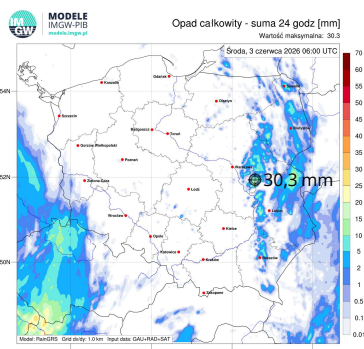 IMGW
MODELE
IMGW-PIB
modele.imgw.pl
Opad całkowity - suma 24 godz [mm]
Wartość maksymalna: 30.3
Środa, 3 czerwca 2026 06:00 UTC
54N
52N
50N
Gdańsk
Koszalin
Suwałki
Olsztyn
Szczecin
Białystok
Bydgoszcz
Toruń
Gorzów Wielkopolski
Poznań
Warszawa
Zielona Góra
30,3 mm
Łódź
Wrocław
Lublin
Opole
Kielce
Katowice
Kraków
Rzeszów
Zakopane
70
60
55
50
45
40
35
30
25
20
15
10
5
2
1
0.5
0.1
0.01
Model: RainGRS Grid ds/dy: 1.0 km Input data: GAU+RAD+SAT